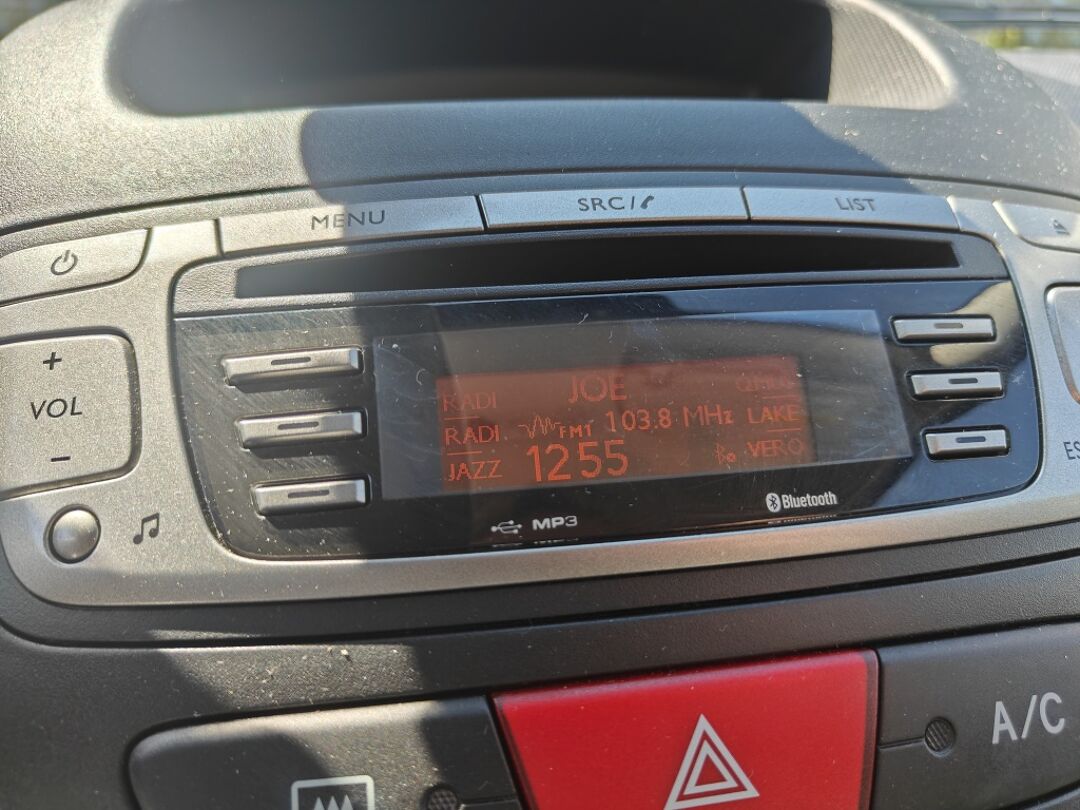 MENU SRC/ LIST
+
VOL
-
RADI JOE
RADI FM1 103.8 MHz LAKE
JAZZ 1255 VERO
MP3 Bluetooth
A/C